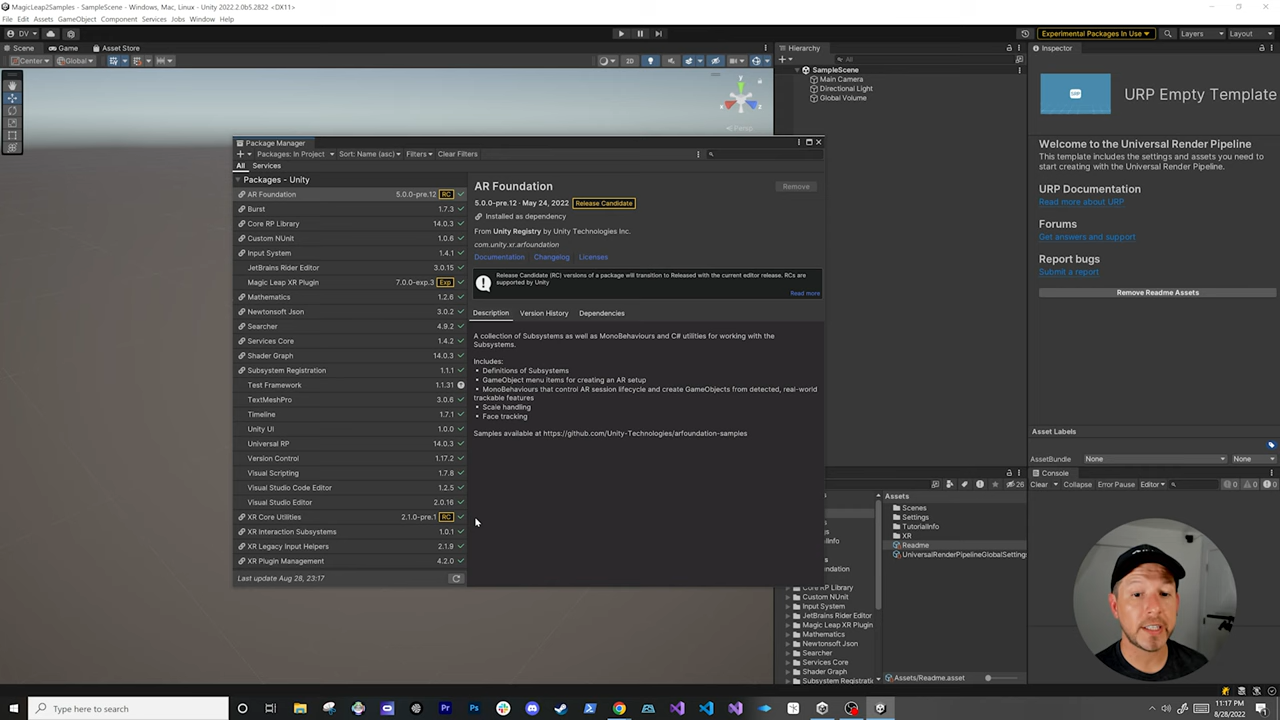 MagicLeap2Samples - SampleScene - Windows, Mac, Linux - Unity 2022.2.0b5.2822 <DX11>
File Edit Assets GameObject Component Services Jobs Window Help
DV
Experimental Packages In Use
Layers
Layout
Scene
Game
Asset Store
Center
Global
2D
y
x
z
Persp
Hierarchy
All
SampleScene
Main Camera
Directional Light
Global Volume
Inspector
URP Empty Template
Welcome to the Universal Render Pipeline
This template includes the settings and assets you need to start creating with the Universal Render Pipeline.
URP Documentation
Read more about URP
Forums
Get answers and support
Report bugs
Submit a report
Remove Readme Assets
Asset Labels
AssetBundle None None
Package Manager
Packages: In Project Sort: Name (asc) Filters Clear Filters
All Services
Packages - Unity
AR Foundation 5.0.0-pre.12 RC
Burst 1.7.3
Core RP Library 14.0.3
Custom NUnit 1.0.6
Input System 1.4.1
JetBrains Rider Editor 3.0.15
Magic Leap XR Plugin 7.0.0-exp.3 Exp
Mathematics 1.2.6
Newtonsoft Json 3.0.2
Searcher 4.9.2
Services Core 1.4.2
Shader Graph 14.0.3
Subsystem Registration 1.1.1
Test Framework 1.1.31
TextMeshPro 3.0.6
Timeline 1.7.1
Unity UI 1.0.0
Universal RP 14.0.3
Version Control 1.17.2
Visual Scripting 1.7.8
Visual Studio Code Editor 1.2.5
Visual Studio Editor 2.0.16
XR Core Utilities 2.1.0-pre.1 RC
XR Interaction Subsystems 1.0.1
XR Legacy Input Helpers 2.1.9
XR Plugin Management 4.2.0
Last update Aug 28, 23:17
AR Foundation
Remove
5.0.0-pre.12 · May 24, 2022 Release Candidate
Installed as dependency
From Unity Registry by Unity Technologies Inc.
com.unity.xr.arfoundation
Documentation Changelog Licenses
Release Candidate (RC) versions of a package will transition to Released with the current editor release. RCs are
supported by Unity
Read more
Description Version History Dependencies
A collection of Subsystems as well as MonoBehaviours and C# utilities for working with the
Subsystems.
Includes:
• Definitions of Subsystems
• GameObject menu items for creating an AR setup
• MonoBehaviours that control AR session lifecycle and create GameObjects from detected, real-world
trackable features
• Scale handling
• Face tracking
Samples available at https://github.com/Unity-Technologies/arfoundation-samples
26
Core RP Library
Custom NUnit
Input System
JetBrains Rider Editor
Magic Leap XR Plugin
Mathematics
Newtonsoft Json
Searcher
Services Core
Shader Graph
Subsystem Registratio
Assets
Scenes
Settings
TutorialInfo
XR
Readme
UniversalRenderPipelineGlobalSetting
Assets/Readme.asset
Console
Clear Collapse Error Pause Editor 0 0 0
Type here to search
11:17 PM
8/28/2022